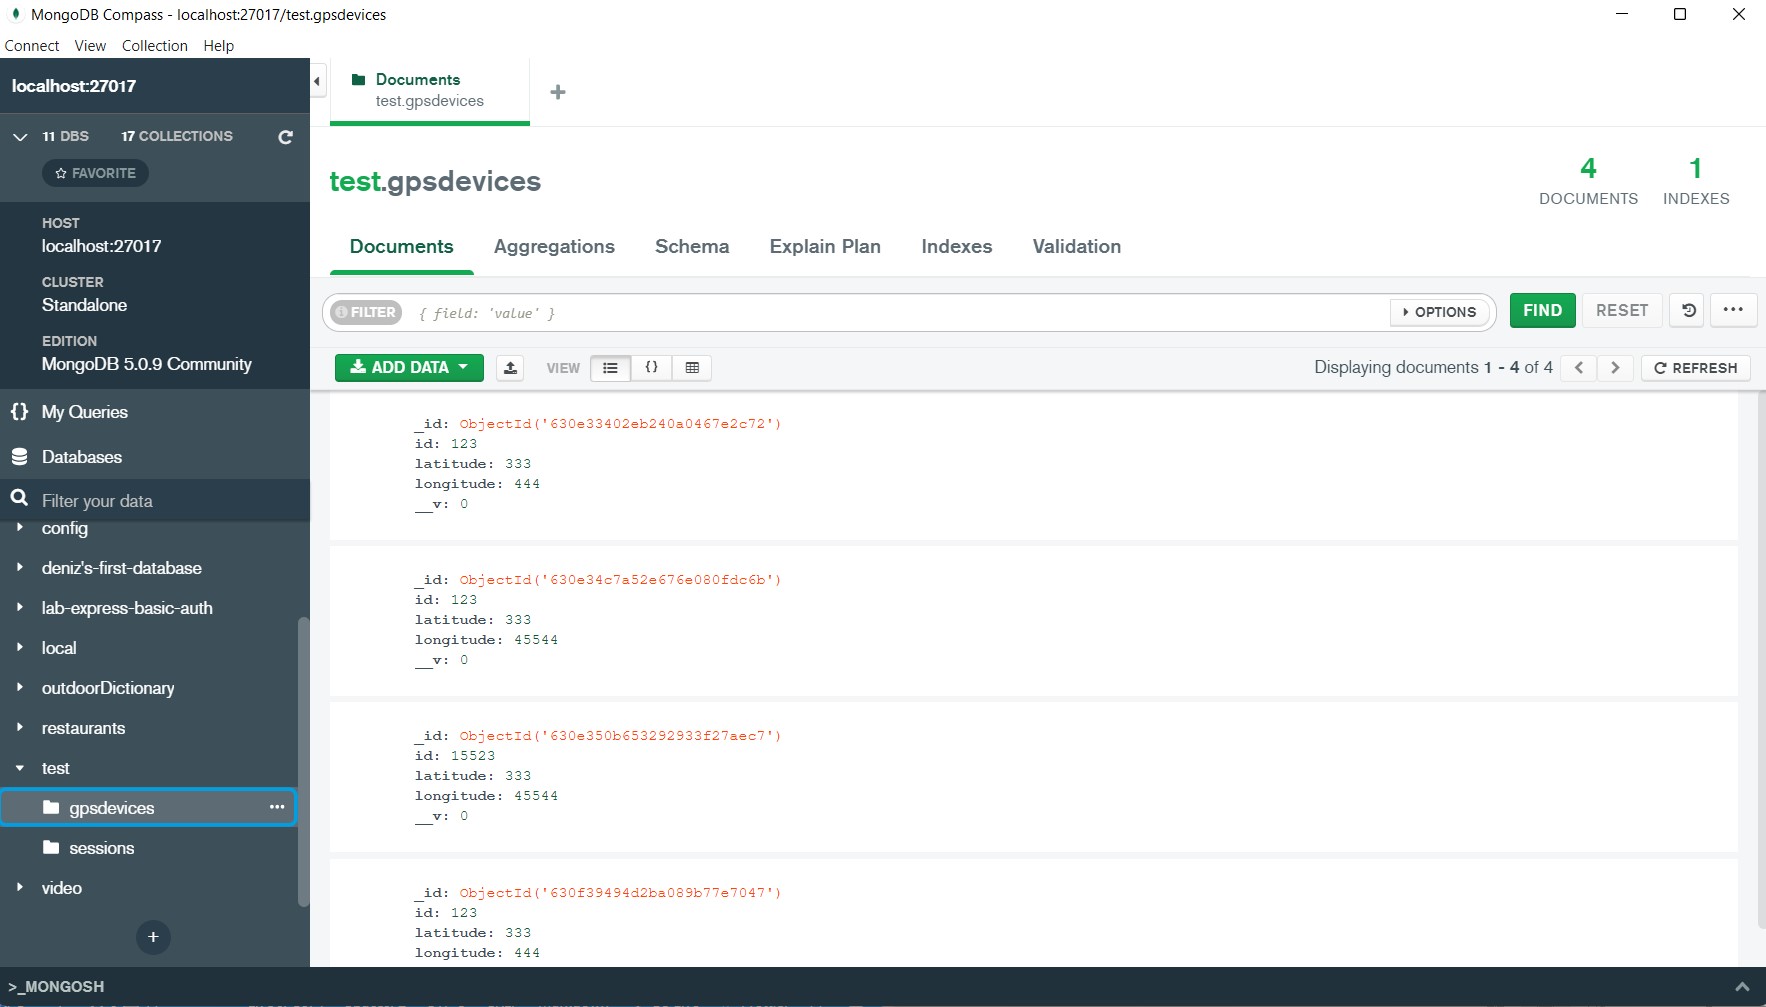 MongoDB Compass - localhost:27017/test.gpsdevices
Connect View Collection Help
localhost:27017
11 DBS 17 COLLECTIONS
FAVORITE
HOST
localhost:27017
CLUSTER
Standalone
EDITION
MongoDB 5.0.9 Community
My Queries
Databases
Filter your data
config
deniz's-first-database
lab-express-basic-auth
local
outdoorDictionary
restaurants
test
gpsdevices
sessions
video
Documents
test.gpsdevices
test.gpsdevices
4
DOCUMENTS
1
INDEXES
Documents Aggregations Schema Explain Plan Indexes Validation
FILTER { field: 'value' } OPTIONS FIND RESET
ADD DATA VIEW {} Displaying documents 1 - 4 of 4 REFRESH
_id: ObjectId('630e33402eb240a0467e2c72')
id: 123
latitude: 333
longitude: 444
__v: 0
_id: ObjectId('630e34c7a52e676e080fdc6b')
id: 123
latitude: 333
longitude: 45544
__v: 0
_id: ObjectId('630e350b653292933f27aec7')
id: 15523
latitude: 333
longitude: 45544
__v: 0
_id: ObjectId('630f39494d2ba089b77e7047')
id: 123
latitude: 333
longitude: 444
>_MONGOSH